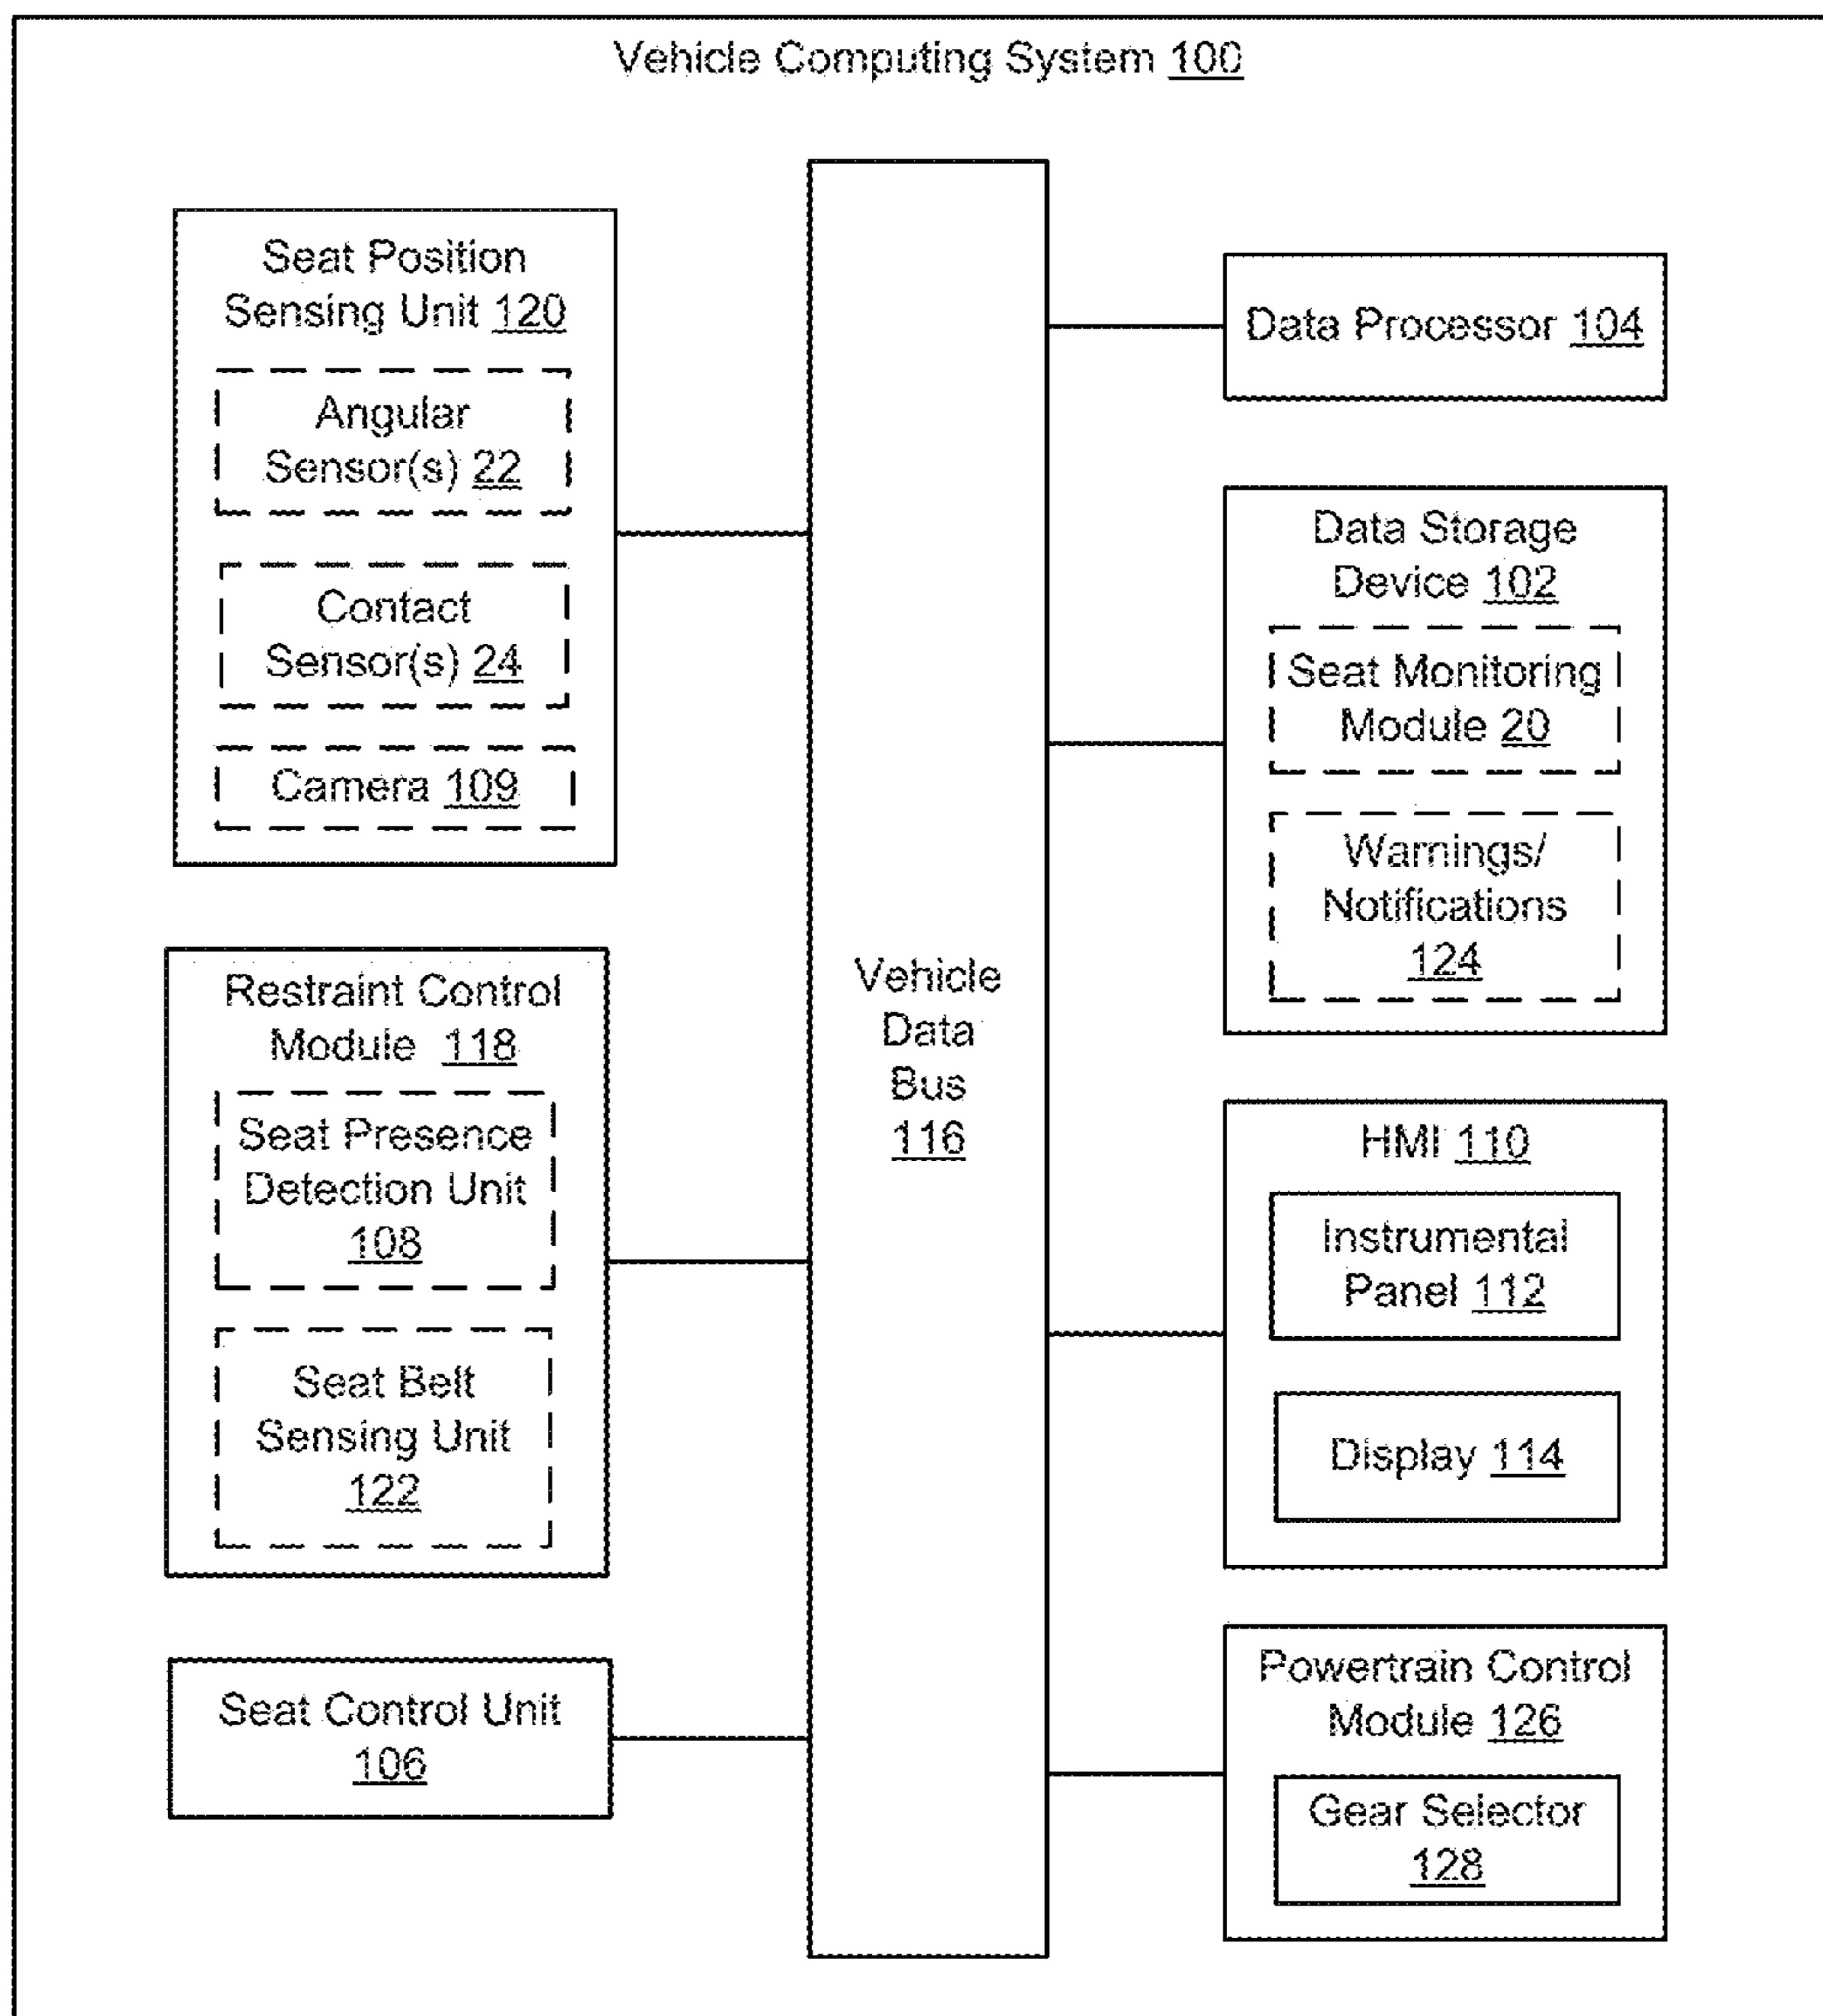 Vehicle Computing System 100
Seat Position
Sensing Unit 120
Angular
Sensor(s) 22
Contact
Sensor(s) 24
Camera 109
Restraint Control
Module 118
Seat Presence
Detection Unit
108
Seat Belt
Sensing Unit
122
Seat Control Unit
106
Vehicle
Data
Bus
116
Data Processor 104
Data Storage
Device 102
Seat Monitoring
Module 20
Warnings/
Notifications
124
HMI 110
Instrumental
Panel 112
Display 114
Powertrain Control
Module 126
Gear Selector
128